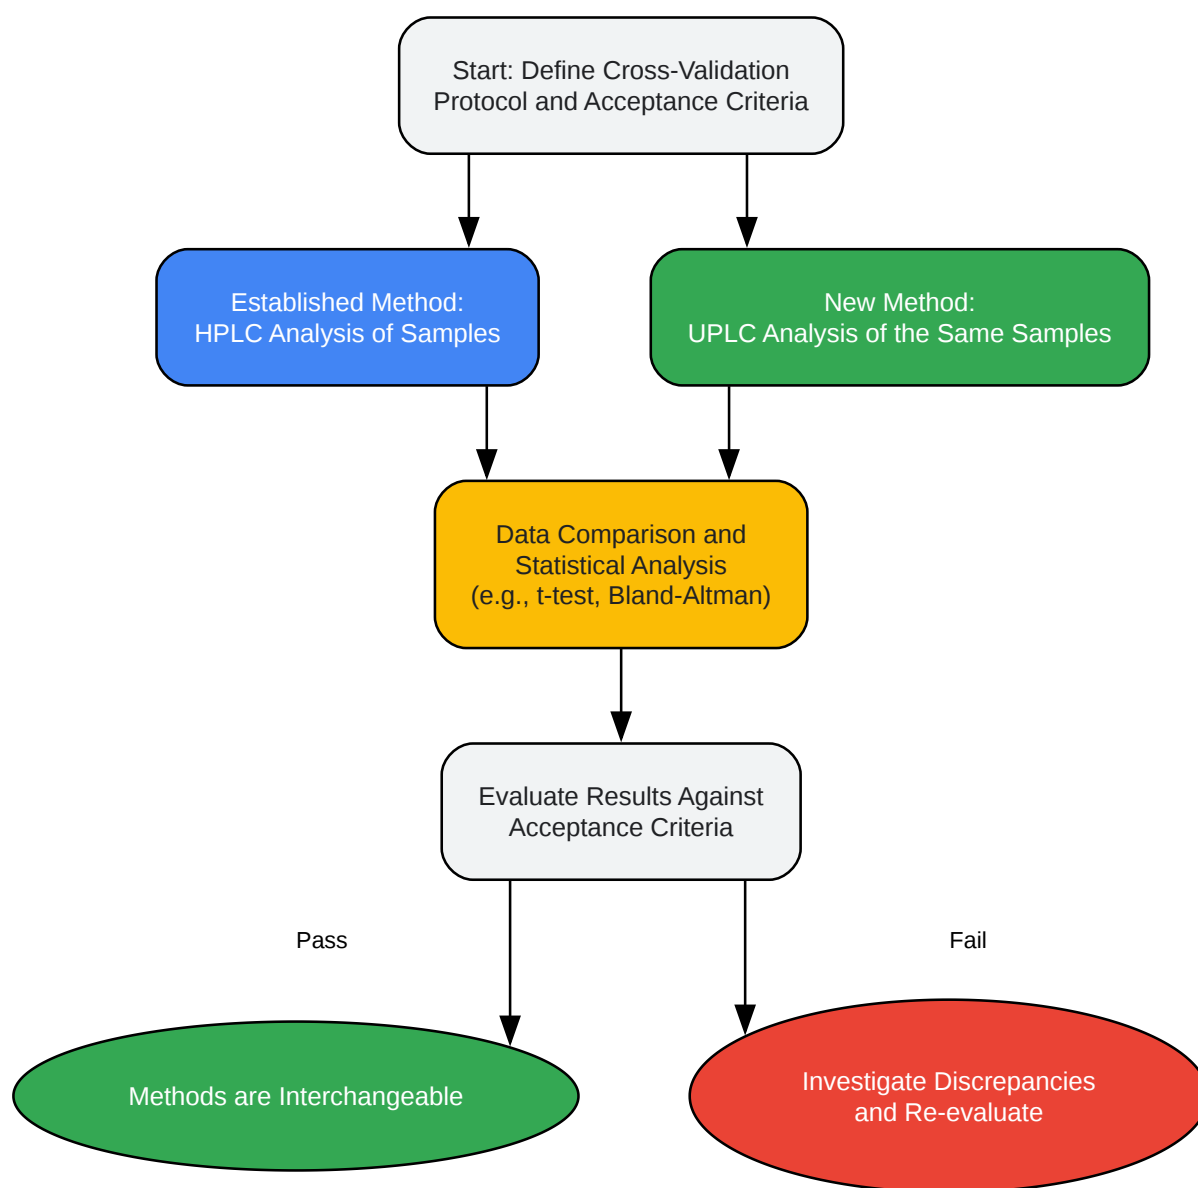 Start: Define Cross-Validation
Protocol and Acceptance Criteria
Established Method:
HPLC Analysis of Samples
New Method:
UPLC Analysis of the Same Samples
Data Comparison and
Statistical Analysis
(e.g., t-test, Bland-Altman)
Evaluate Results Against
Acceptance Criteria
Pass
Fail
Methods are Interchangeable
Investigate Discrepancies
and Re-evaluate